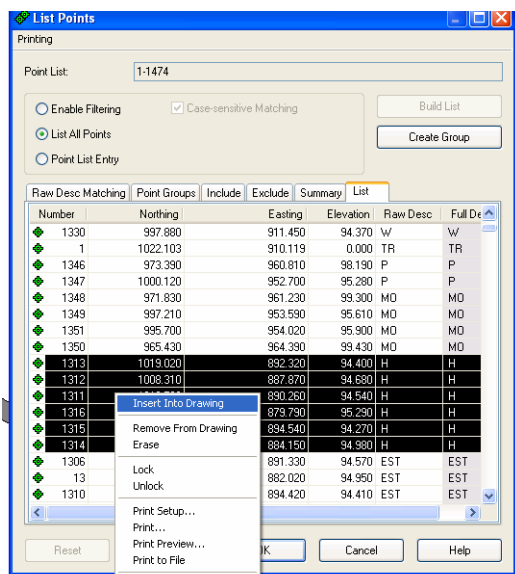 List Points
Printing
Point List: 1-1474
Enable Filtering Case-sensitive Matching Build List
List All Points Create Group
Point List Entry
Raw Desc Matching Point Groups Include Exclude Summary List
Number Northing Easting Elevation Raw Desc Full De
1330 997.880 911.450 94.370 W W
1 1022.103 910.119 0.000 TR TR
1346 973.390 960.810 98.190 P P
1347 1000.120 952.700 95.280 P P
1348 971.830 961.230 99.300 MO MO
1349 997.210 953.590 95.610 MO MO
1351 995.700 954.020 95.900 MO MO
1350 965.430 964.390 99.430 MO MO
1313 1019.020 892.320 94.400 H H
1312 1008.310 887.870 94.680 H H
1311 890.260 94.540 H H
Insert Into Drawing
1316 879.790 95.290 H H
1315 Remove From Drawing 894.540 94.270 H H
1314 Erase 884.150 94.980 H H
1306 891.330 94.570 EST EST
Lock
13 882.020 94.950 EST EST
Unlock
1310 894.420 94.410 EST EST
Print Setup...
Print...
Reset Print Preview... Cancel Help
Print to File